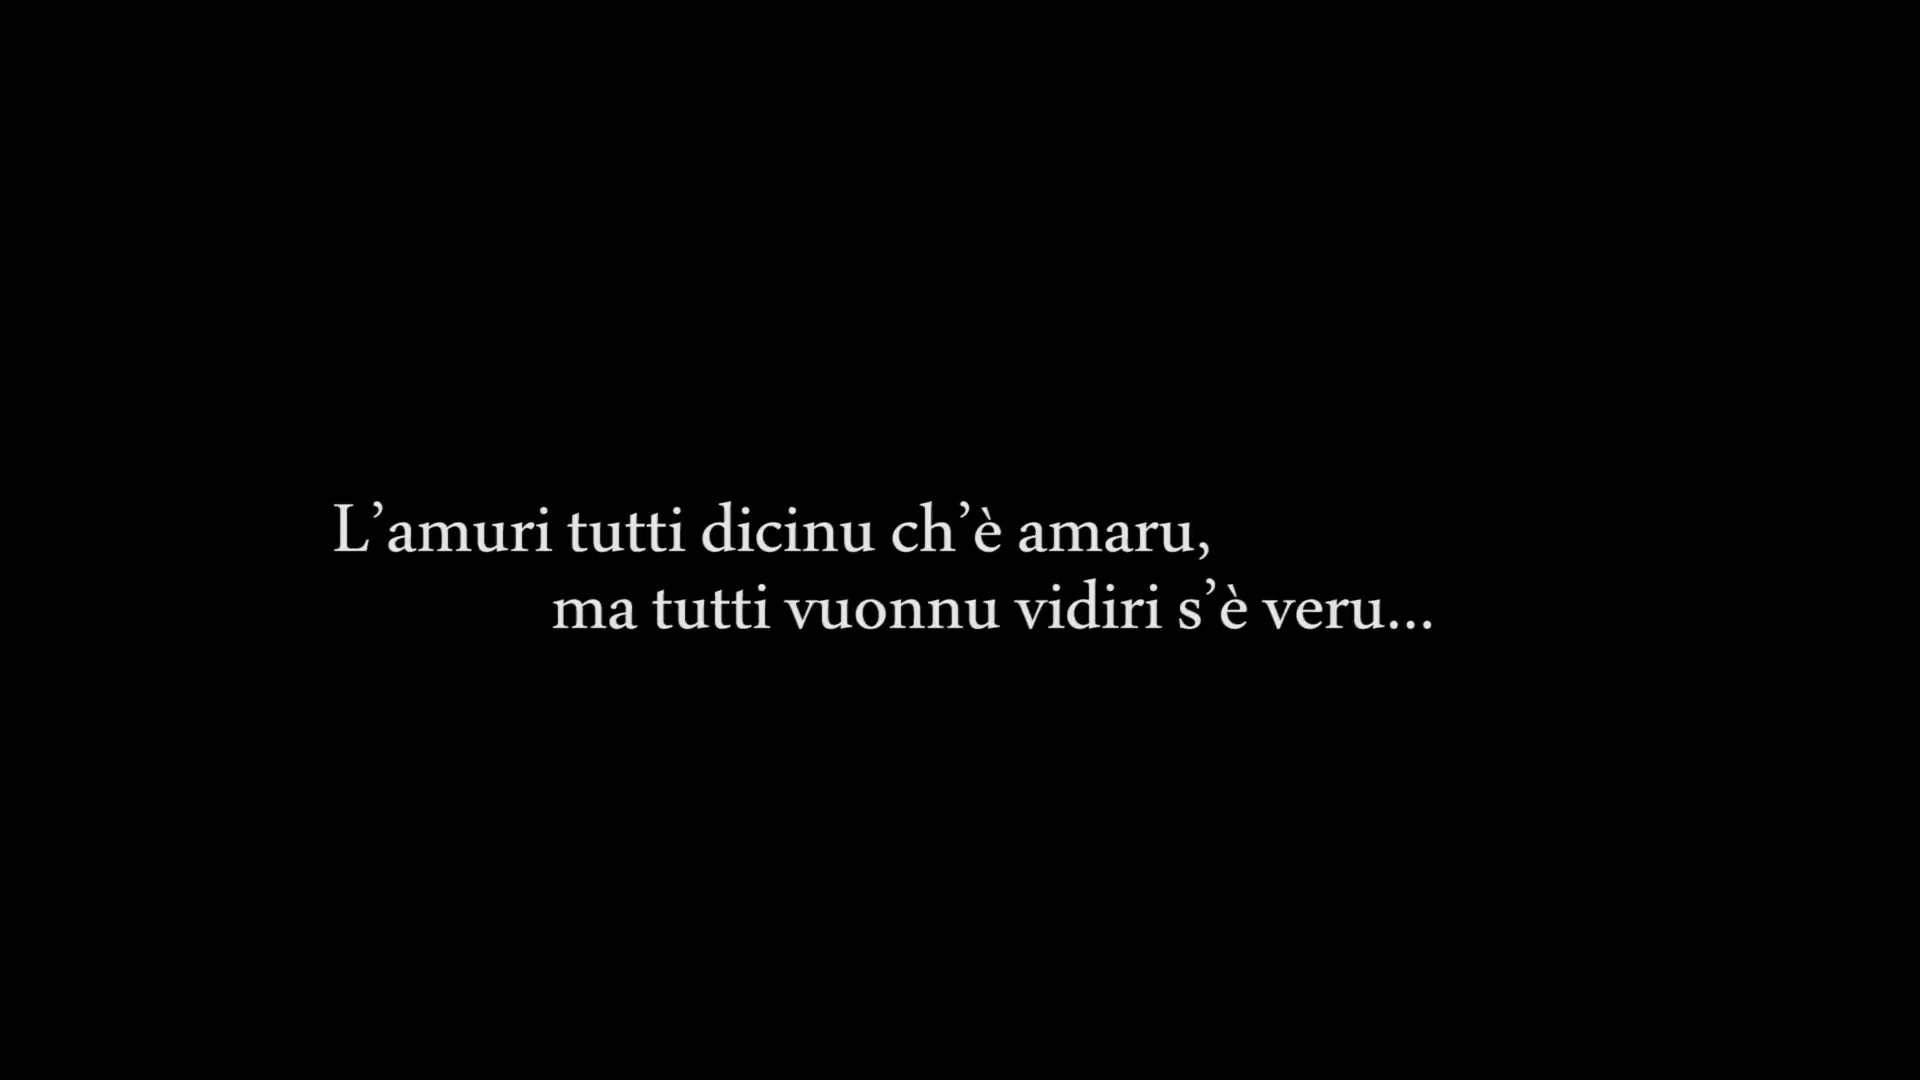 L’amuri tutti dicinu ch’è amaru,
ma tutti vuonnu vidiri s’è veru...